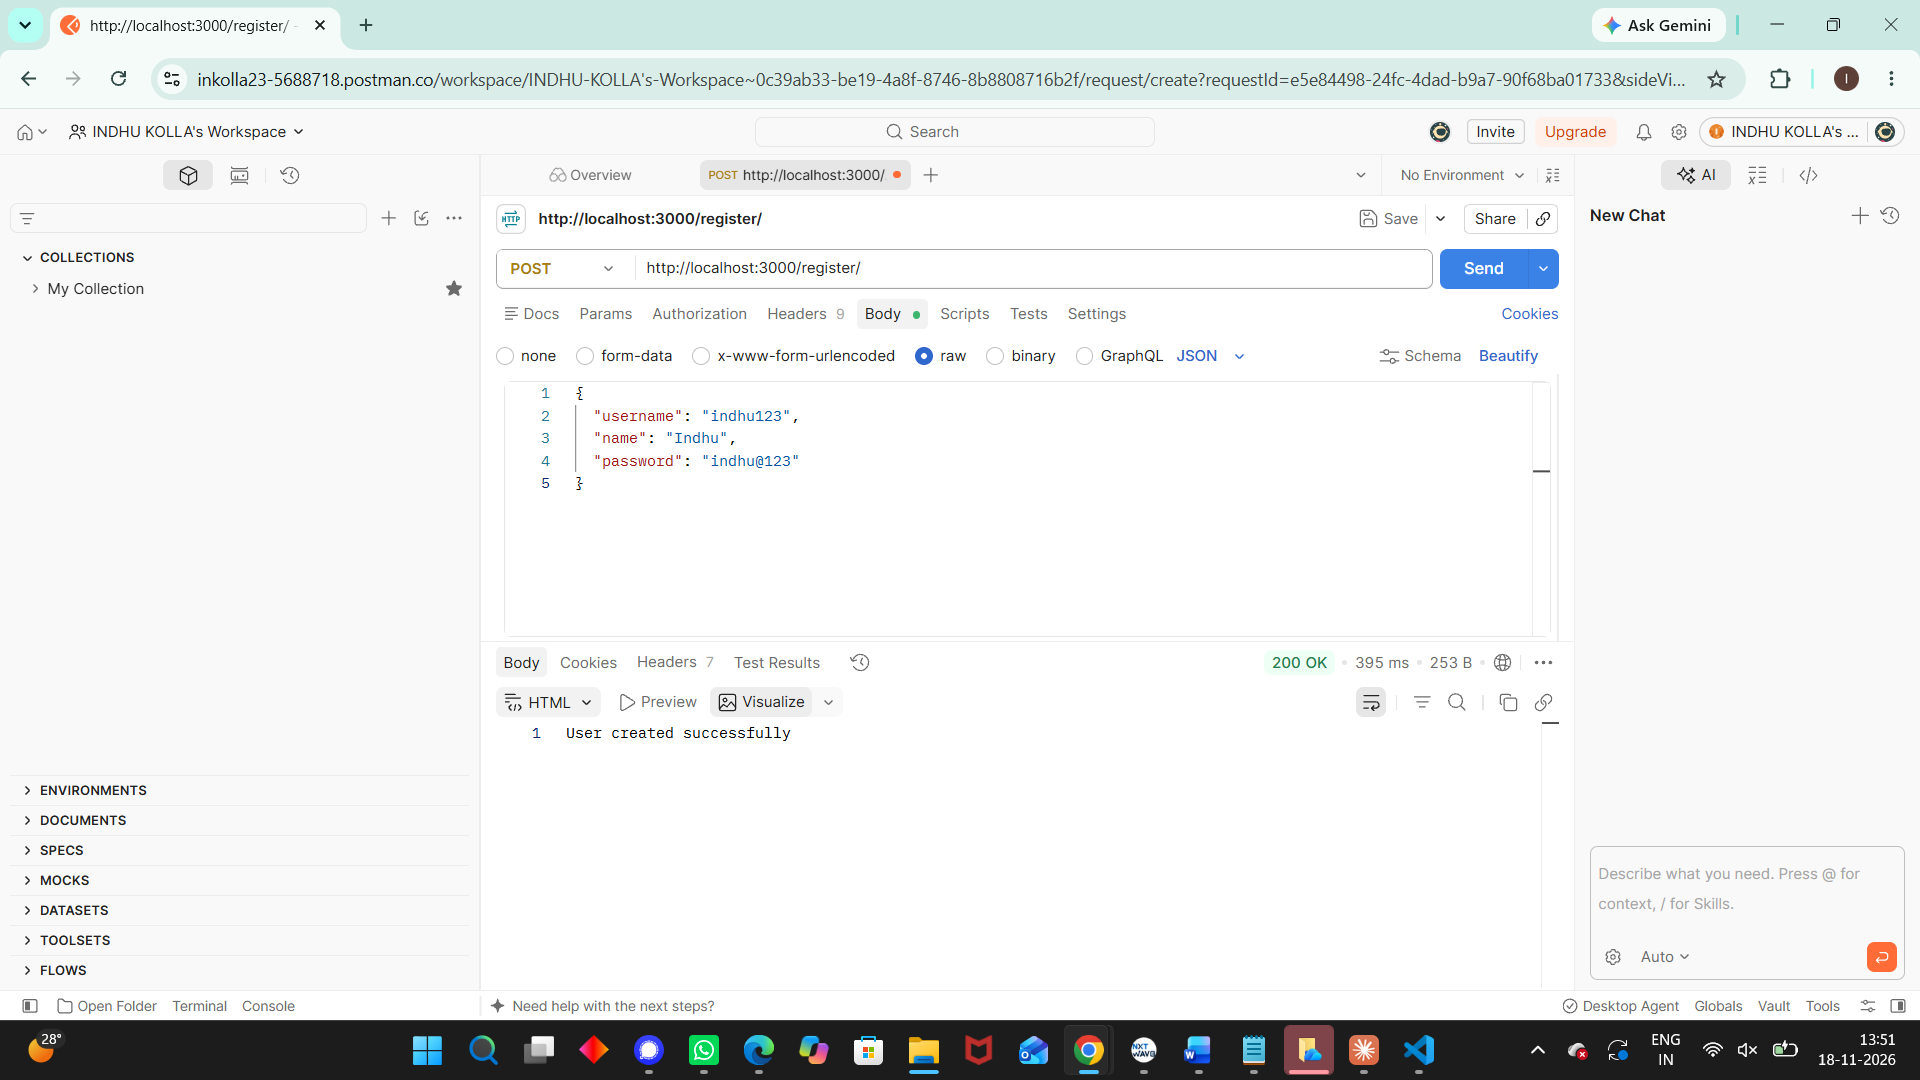 http://localhost:3000/register/ -
Ask Gemini
inkolla23-5688718.postman.co/workspace/INDHU-KOLLA's-Workspace~0c39ab33-be19-4a8f-8746-8b8808716b2f/request/create?requestId=e5e84498-24fc-4dad-b9a7-90f68ba01733&sideVi...
I
INDHU KOLLA's Workspace
Search
Invite
Upgrade
INDHU KOLLA's ...
Overview
POST http://localhost:3000/
No Environment
AI
HTTP
http://localhost:3000/register/
Save
Share
New Chat
COLLECTIONS
My Collection
POST
http://localhost:3000/register/
Send
Docs
Params
Authorization
Headers 9
Body
Scripts
Tests
Settings
Cookies
none
form-data
x-www-form-urlencoded
raw
binary
GraphQL
JSON
Schema
Beautify
1 {
2 "username": "indhu123",
3 "name": "Indhu",
4 "password": "indhu@123"
5 }
Body
Cookies
Headers 7
Test Results
200 OK
395 ms
253 B
HTML
Preview
Visualize
1 User created successfully
ENVIRONMENTS
DOCUMENTS
SPECS
MOCKS
DATASETS
TOOLSETS
FLOWS
Describe what you need. Press @ for
context, / for Skills.
Auto
Open Folder
Terminal
Console
Need help with the next steps?
Desktop Agent
Globals
Vault
Tools
28°
NXT
WAVE
ENG
IN
13:51
18-11-2026